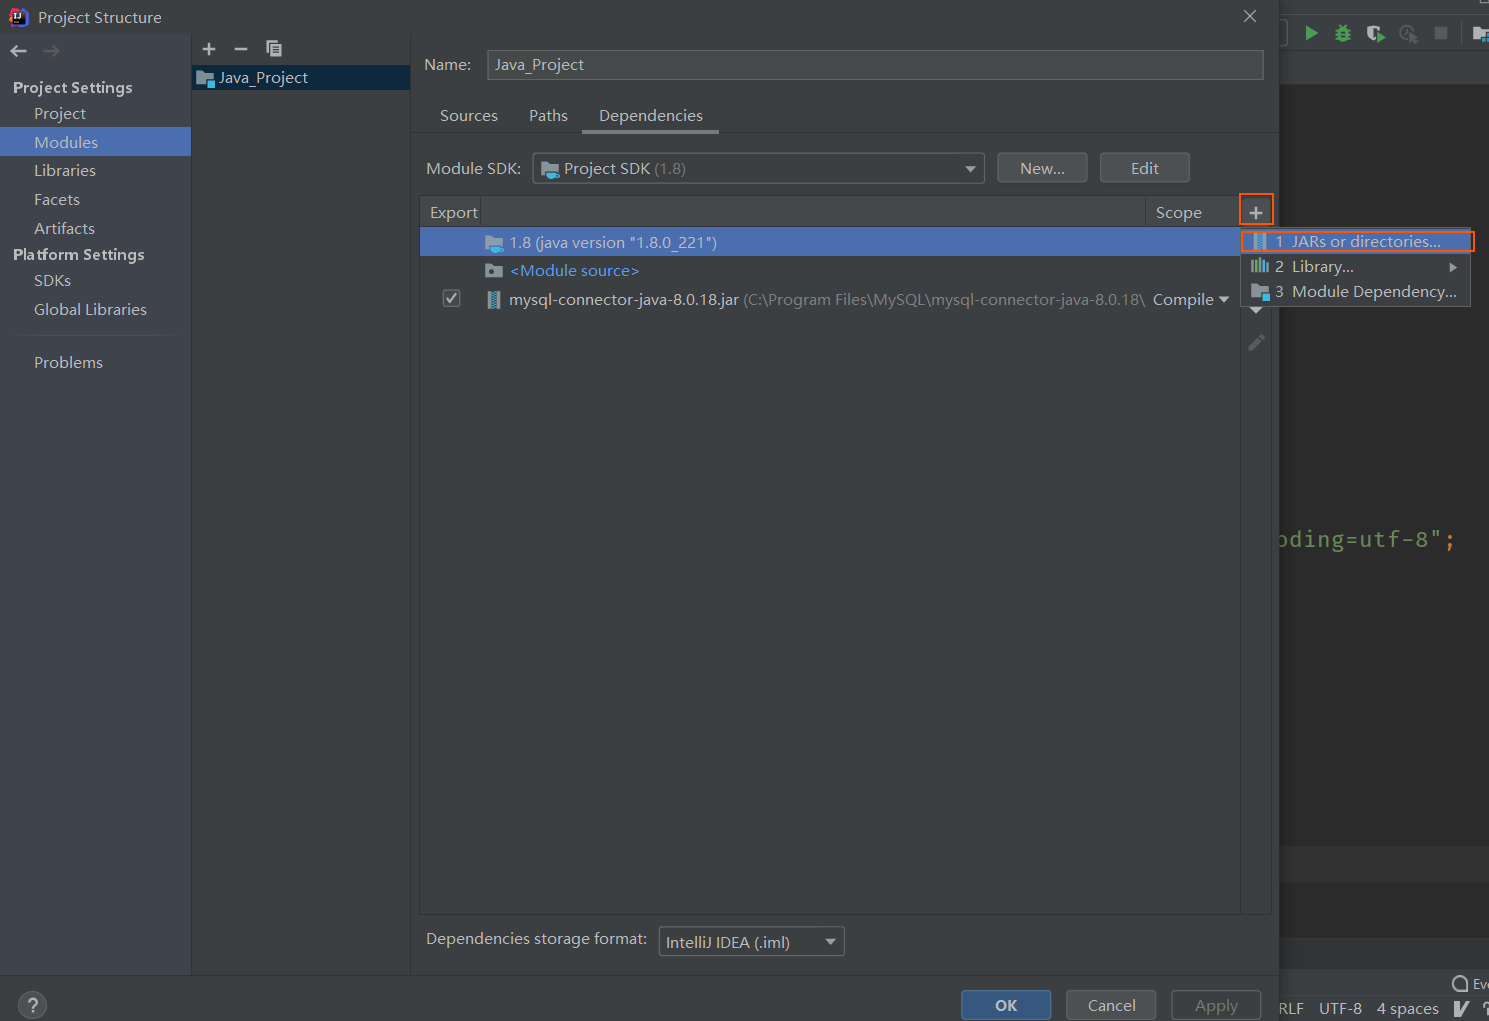 Project Structure
Project Settings
Project
Modules
Libraries
Facets
Artifacts
Platform Settings
SDKs
Global Libraries
Problems
Java_Project
Name: Java_Project
Sources Paths Dependencies
Module SDK: Project SDK (1.8) New... Edit
Export Scope
1.8 (java version "1.8.0_221")
<Module source>
mysql-connector-java-8.0.18.jar (C:\Program Files\MySQL\mysql-connector-java-8.0.18\ Compile
1 JARs or directories...
2 Library...
3 Module Dependency...
oding=utf-8";
Dependencies storage format: IntelliJ IDEA (.iml)
? OK Cancel Apply
Eve
RLF UTF-8 4 spaces